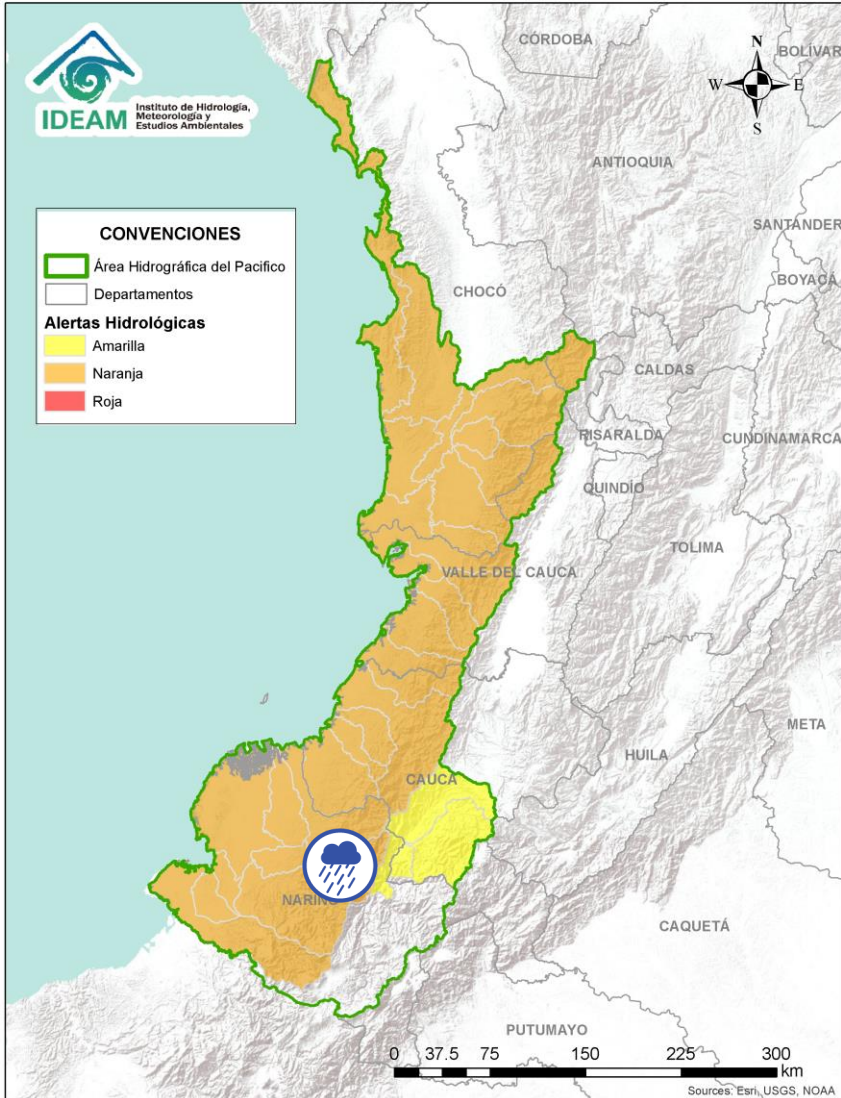 IDEAM
Instituto de Hidrología,
Meteorología y
Estudios Ambientales
CÓRDOBA
BOLÍVAR
N
W
E
S
ANTIOQUIA
SANTANDER
BOYACÁ
CONVENCIONES
Área Hidrográfica del Pacifico
Departamentos
Alertas Hidrológicas
Amarilla
Naranja
Roja
CHOCÓ
CALDAS
RISARALDA
CUNDINAMARCA
QUINDÍO
TOLIMA
VALLE DEL CAUCA
META
HUILA
CAUCA
NARIÑO
CAQUETÁ
PUTUMAYO
0 37.5 75 150 225 300
km
Sources: Esri, USGS, NOAA